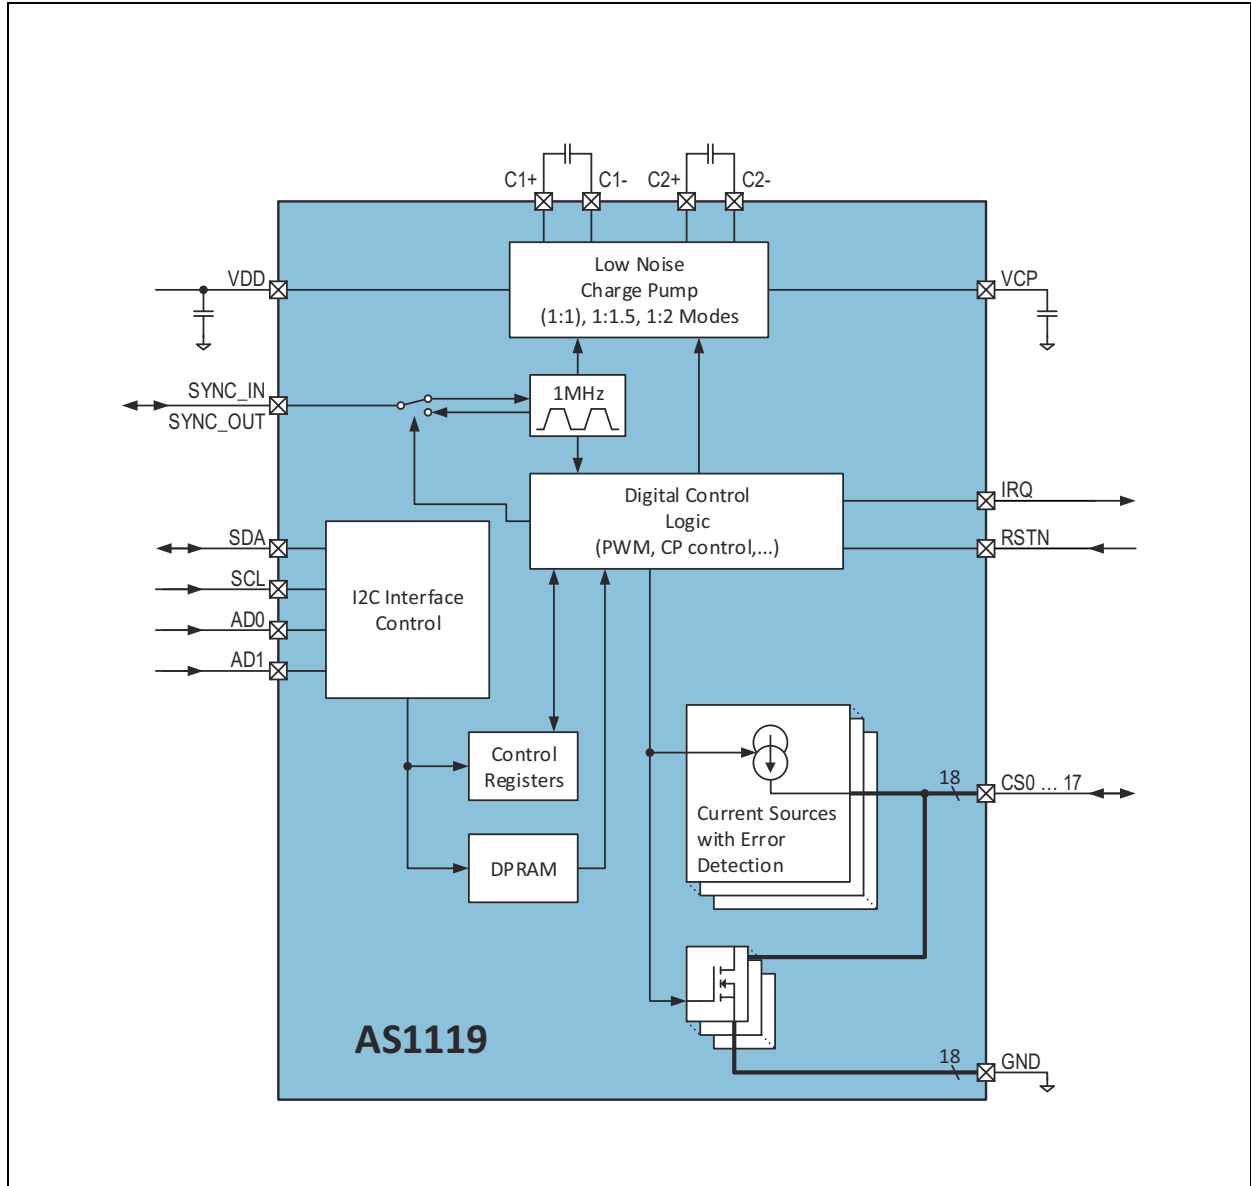 C1+ C1- C2+ C2-
VDD
Low Noise
Charge Pump
(1:1), 1:1.5, 1:2 Modes
VCP
SYNC_IN
SYNC_OUT
1MHz
Digital Control
Logic
(PWM, CP control,...)
IRQ
RSTN
SDA
SCL
AD0
AD1
I2C Interface
Control
Control
Registers
DPRAM
Current Sources
with Error
Detection
18
CS0 ... 17
AS1119
18
GND